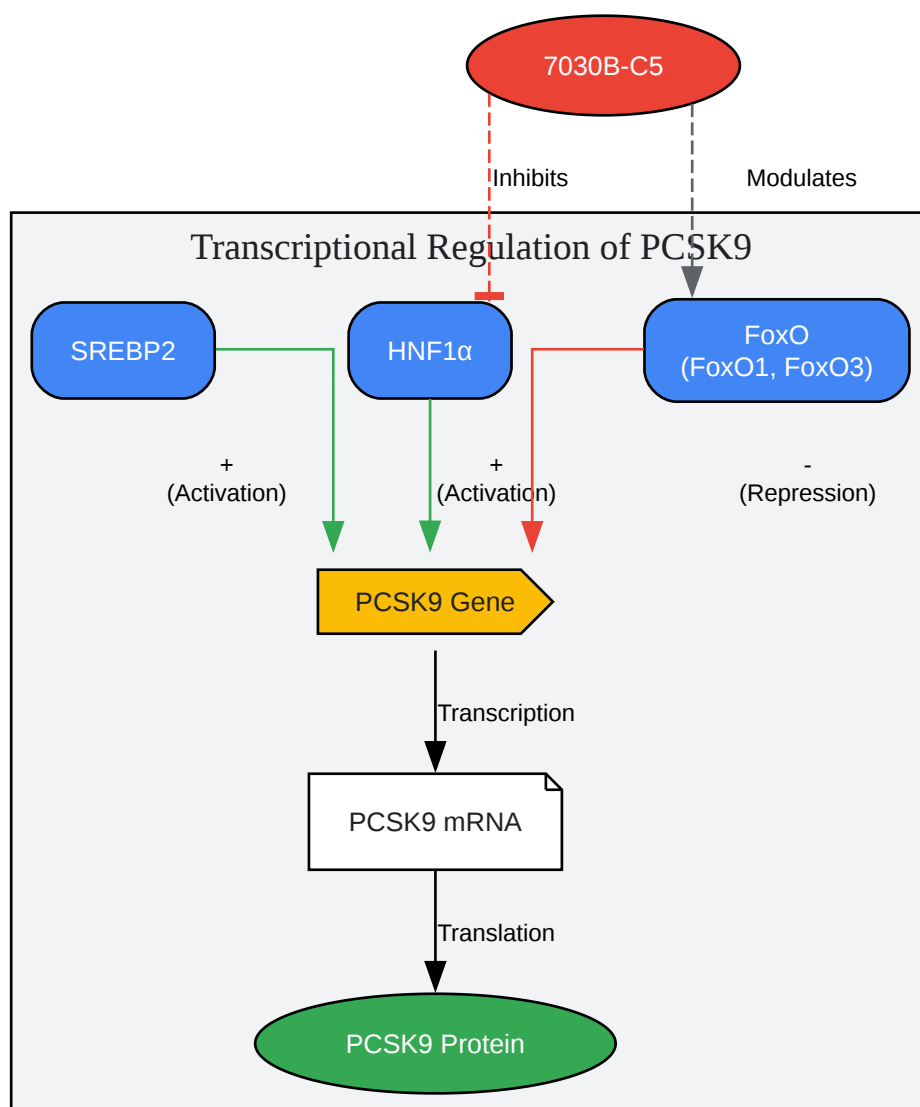 7030B-C5
Inhibits
Modulates
Transcriptional Regulation of PCSK9
SREBP2
HNF1α
FoxO
(FoxO1, FoxO3)
+
(Activation)
+
(Activation)
-
(Repression)
PCSK9 Gene
Transcription
PCSK9 mRNA
Translation
PCSK9 Protein